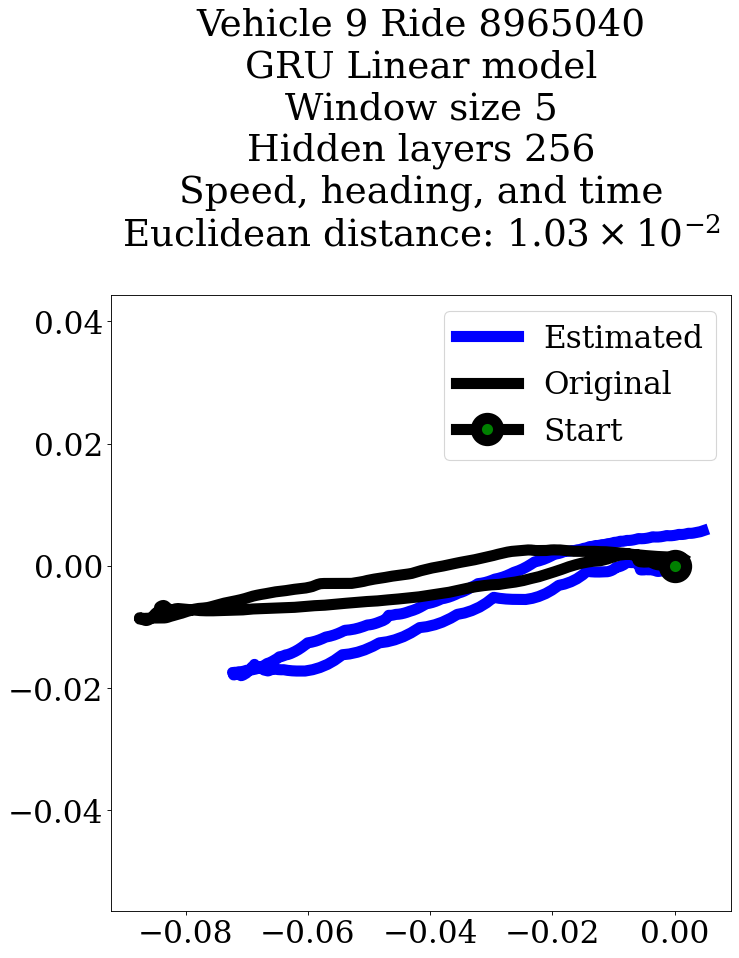 Vehicle 9 Ride 8965040
GRU Linear model
Window size 5
Hidden layers 256
Speed, heading, and time
Euclidean distance: 1.03 × 10⁻²
Estimated
Original
Start
0.04
0.02
0.00
−0.02
−0.04
−0.08 −0.06 −0.04 −0.02 0.00